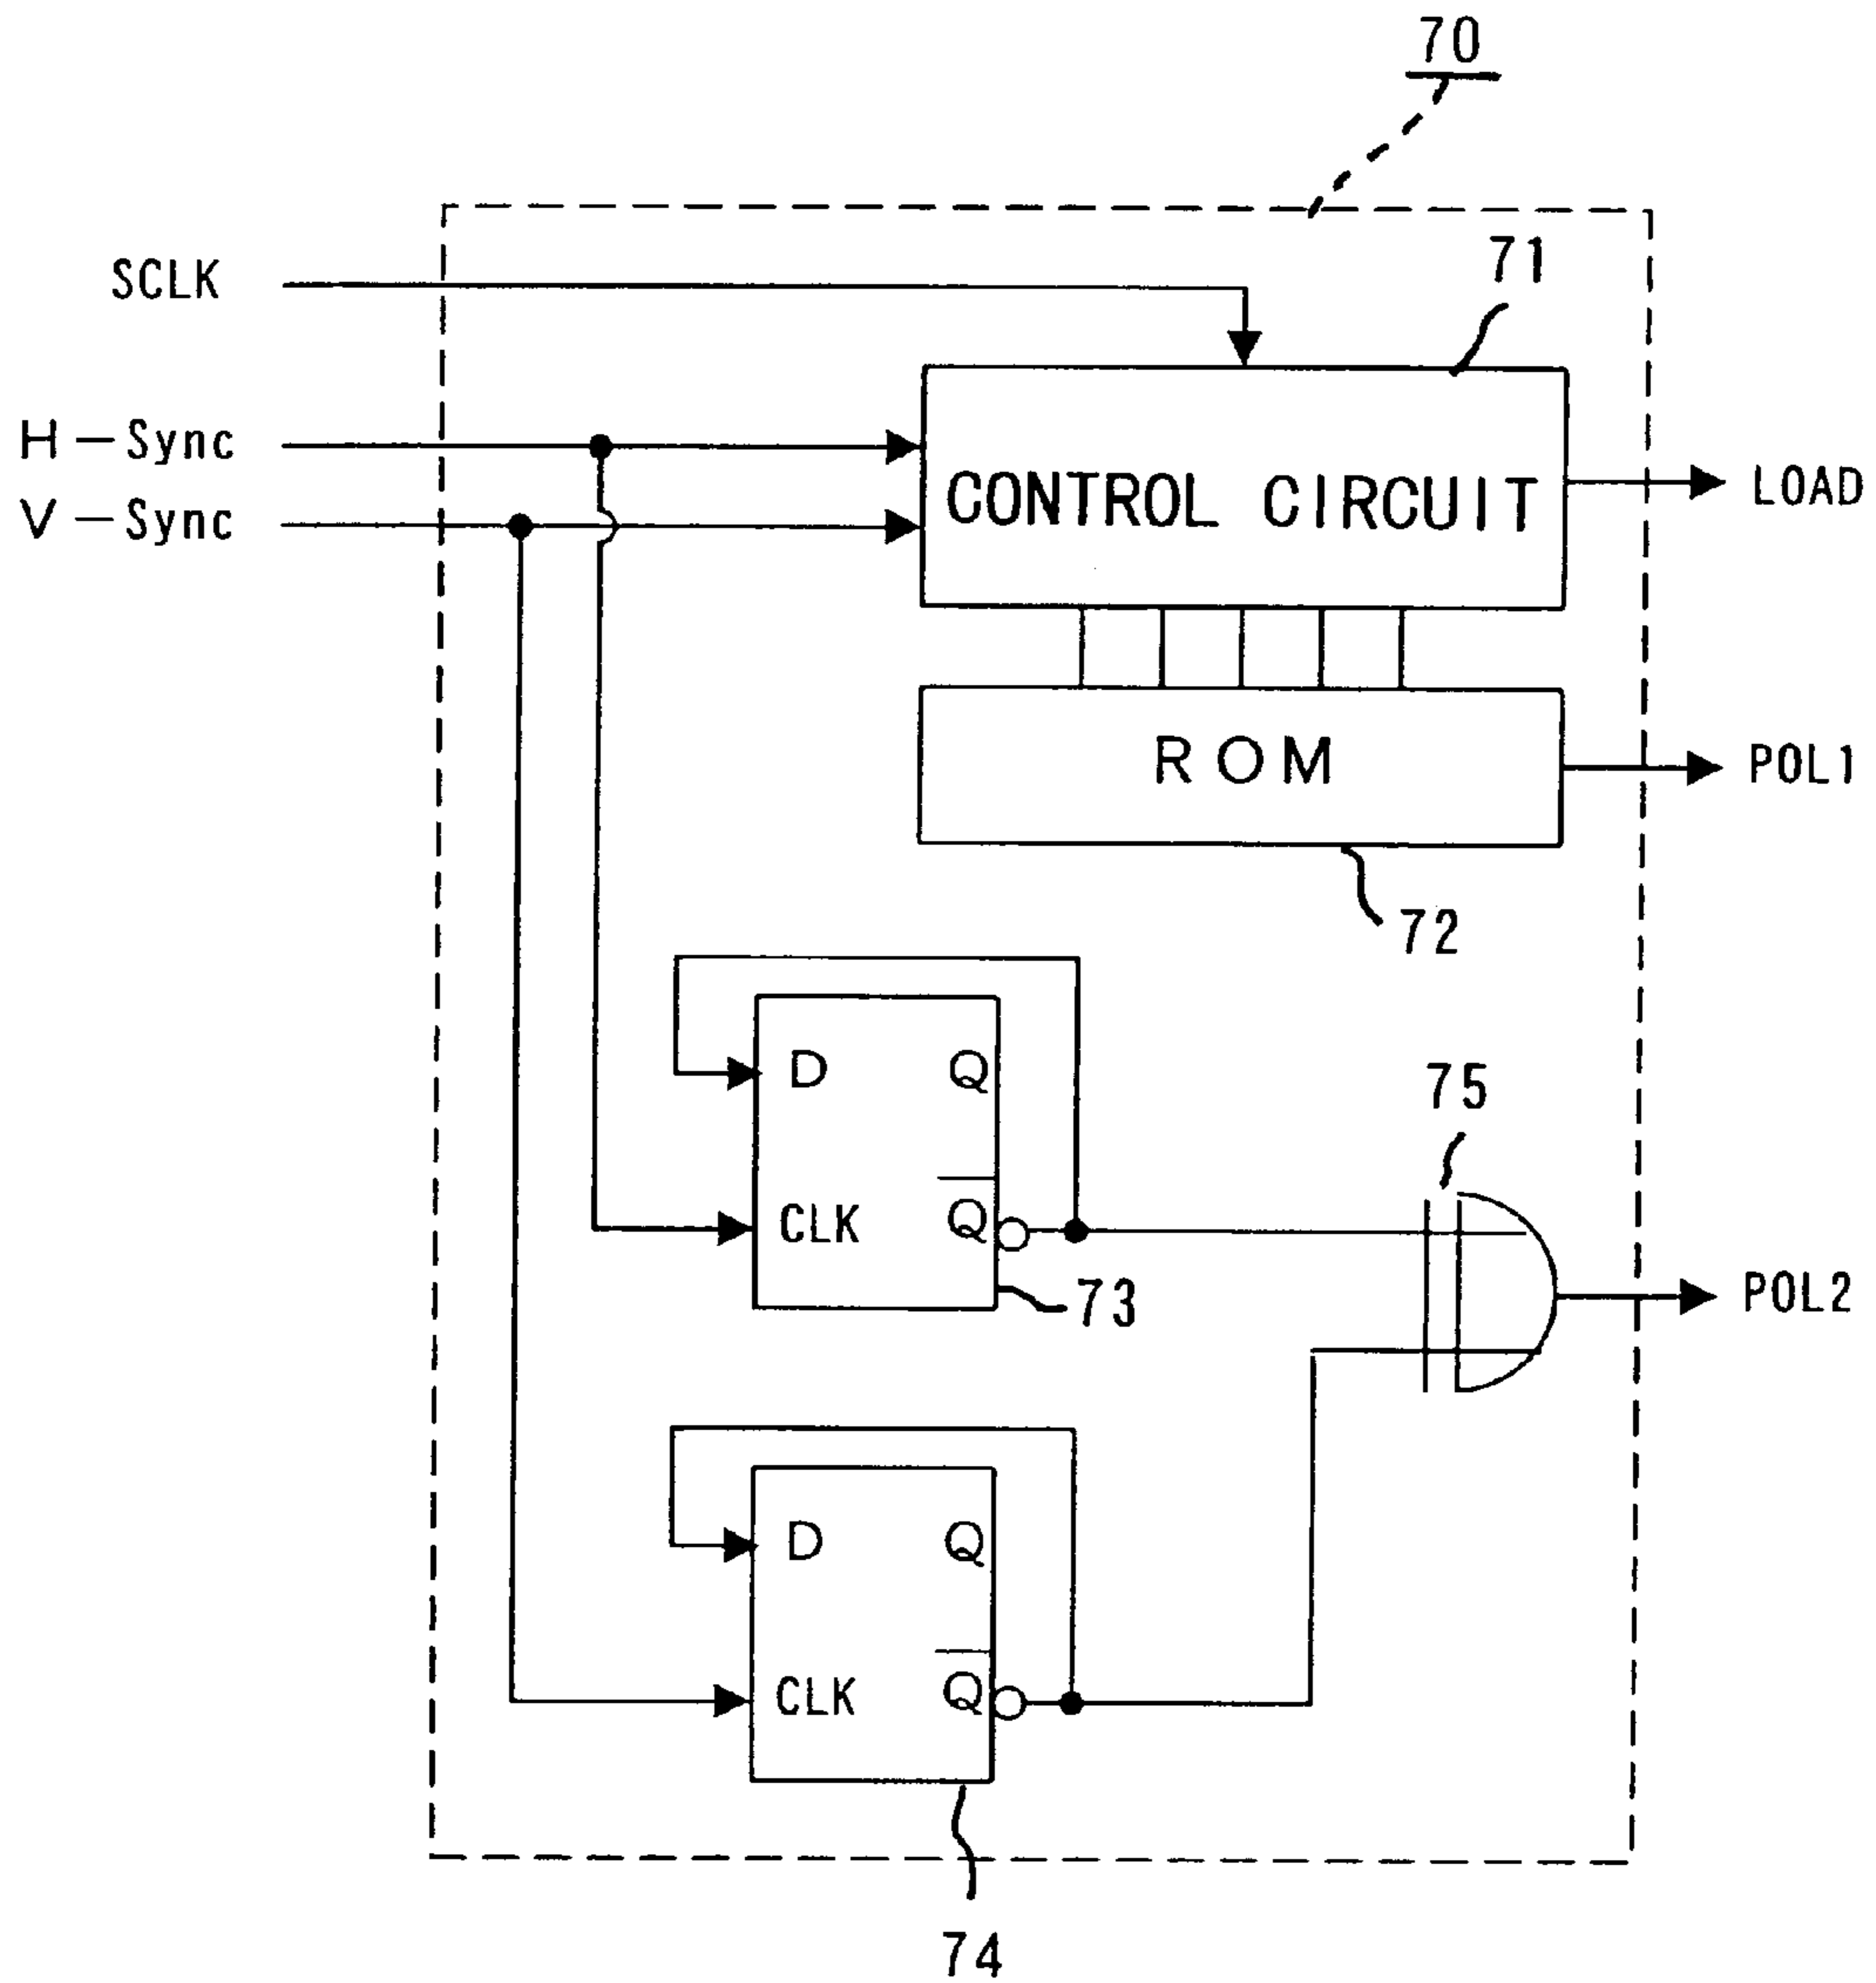 70
71
SCLK
H-Sync
V-Sync
CONTROL CIRCUIT
LOAD
ROM
POL1
72
D Q
75
CLK Q̅
73
POL2
D Q
CLK Q̅
74